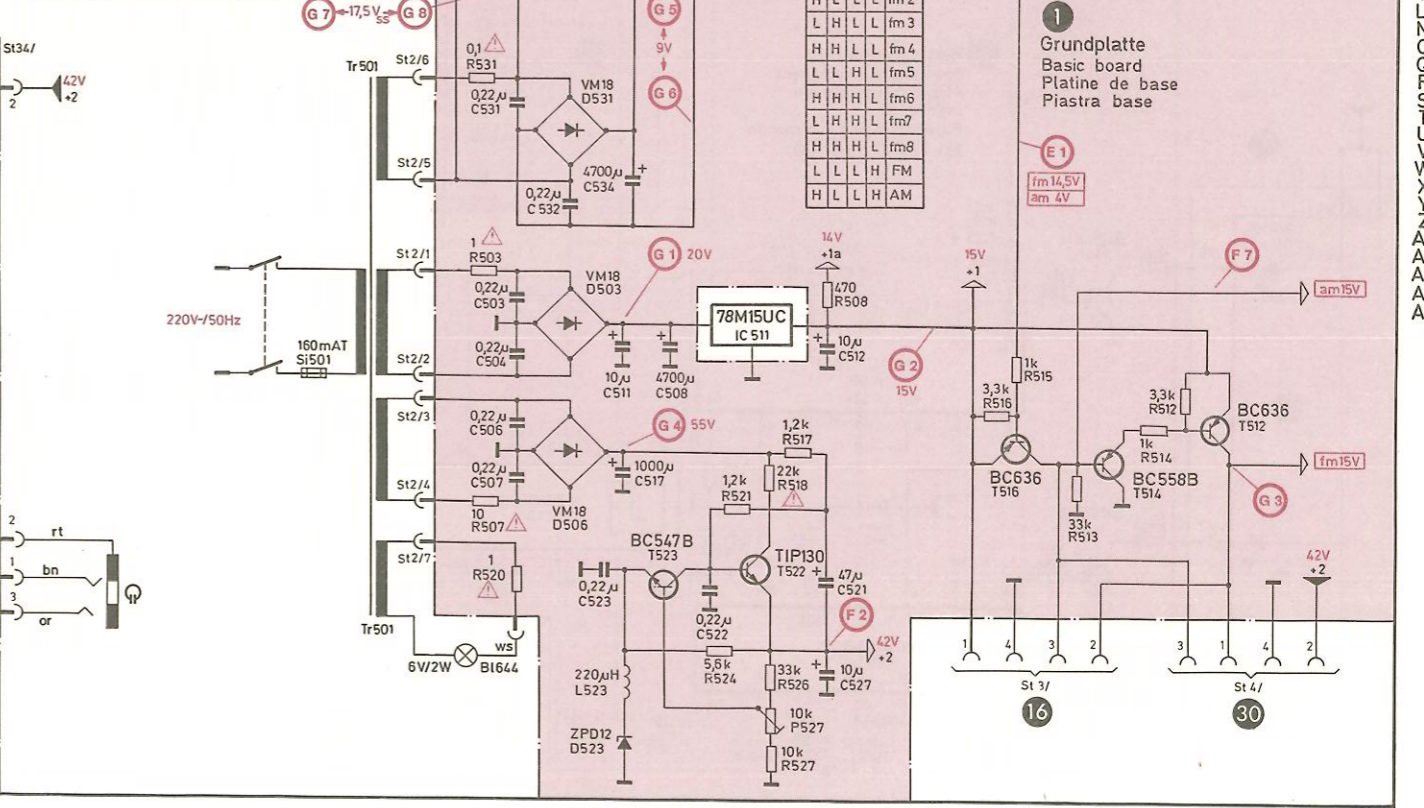 G 7
17,5V
SS
G 8
St34/
42V
+2
2
Tr501
St2/6
0,1
R531
0,22µ
C531
VM18
D531
St2/5
0,22µ
C532
4700µ
C534
+
G 5
9V
G 6
L H L L fm3
H H L L fm4
L L H L fm5
H H H L fm6
L H H L fm7
H H H L fm8
L L L H FM
H L L H AM
1
Grundplatte
Basic board
Platine de base
Piastra base
E 1
fm 14,5V
am 4V
220V~/50Hz
160mAT
Si501
St2/1
1
R503
0,22µ
C503
0,22µ
C504
St2/2
VM18
D503
G 1
20V
+
10µ
C511
+
4700µ
C508
78M15UC
IC 511
14V
+1a
470
R508
+
10µ
C512
G 2
15V
15V
+1
F 7
am15V
1k
R515
3,3k
R516
BC636
T516
3,3k
R512
1k
R514
BC636
T512
BC558B
T514
33k
R513
fm15V
G 3
St2/3
0,22µ
C506
0,22µ
C507
St2/4
10
R507
VM18
D506
G 4
55V
+
1000µ
C517
1,2k
R517
22k
R518
1,2k
R521
BC547B
T523
TIP130
T522
0,22µ
C523
0,22µ
C522
+
47µ
C521
F 2
42V
+2
St2/7
1
R520
Tr501
6V/2W
Bl644
ws
220µH
L523
5,6k
R524
33k
R526
+
10µ
C527
10k
P527
ZPD12
D523
10k
R527
2
rt
1
bn
3
or
42V
+2
1
4
3
2
St 3/
16
3
1
4
2
St 4/
30